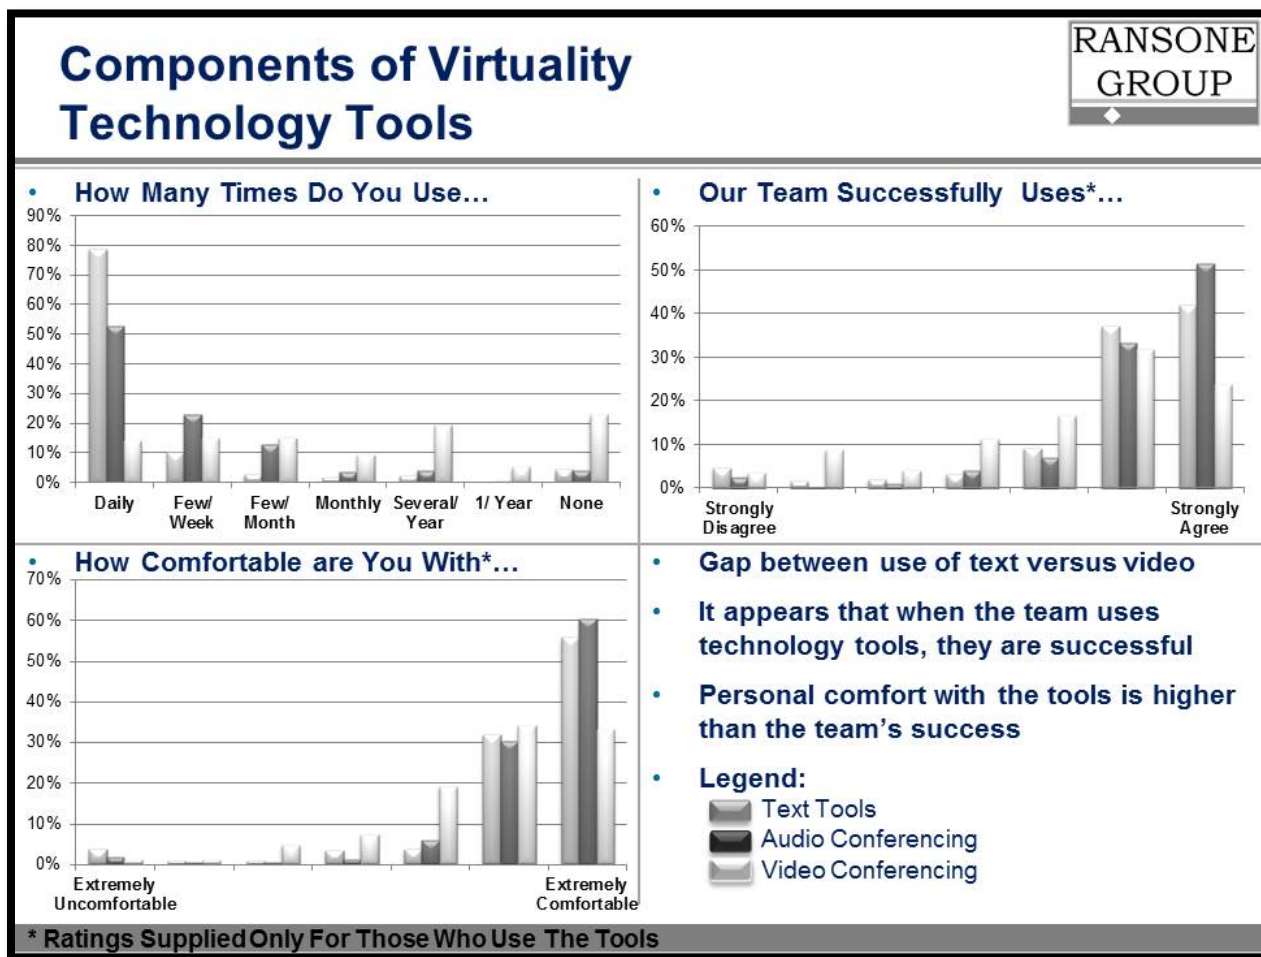 Components of Virtuality
Technology Tools
RANSONE
GROUP
• How Many Times Do You Use…
90%
80%
70%
60%
50%
40%
30%
20%
10%
0%
Daily Few/ Few/ Monthly Several/ 1/ Year None
Week Month Year
• Our Team Successfully Uses*…
60%
50%
40%
30%
20%
10%
0%
Strongly Strongly
Disagree Agree
• How Comfortable are You With*…
70%
60%
50%
40%
30%
20%
10%
0%
Extremely Extremely
Uncomfortable Comfortable
• Gap between use of text versus video
• It appears that when the team uses
technology tools, they are successful
• Personal comfort with the tools is higher
than the team's success
• Legend:
Text Tools
Audio Conferencing
Video Conferencing
* Ratings Supplied Only For Those Who Use The Tools